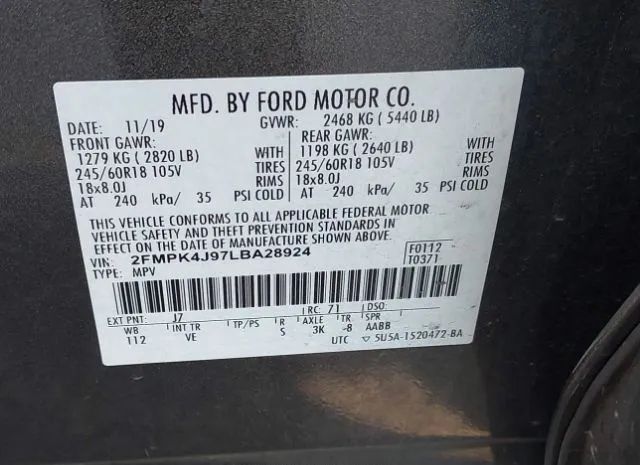 MFD. BY FORD MOTOR CO.
DATE: 11/19 GVWR: 2468 KG ( 5440 LB)
FRONT GAWR: REAR GAWR:
1279 KG ( 2820 LB) WITH 1198 KG ( 2640 LB) WITH
245/60R18 105V TIRES 245/60R18 105V TIRES
18x8.0J RIMS 18x8.0J RIMS
AT 240 kPa/ 35 PSI COLD AT 240 kPa/ 35 PSI COLD
THIS VEHICLE CONFORMS TO ALL APPLICABLE FEDERAL MOTOR
VEHICLE SAFETY AND THEFT PREVENTION STANDARDS IN
EFFECT ON THE DATE OF MANUFACTURE SHOWN ABOVE.
VIN: 2FMPK4J97LBA28924 F0112
TYPE: MPV T0371
EXT PNT: J7 RC: 71 DSO:
WB INT TR TP/PS R AXLE TR SPR
112 VE S 3K -8 AABB
UTC ▽ 5U5A-1520472-BA